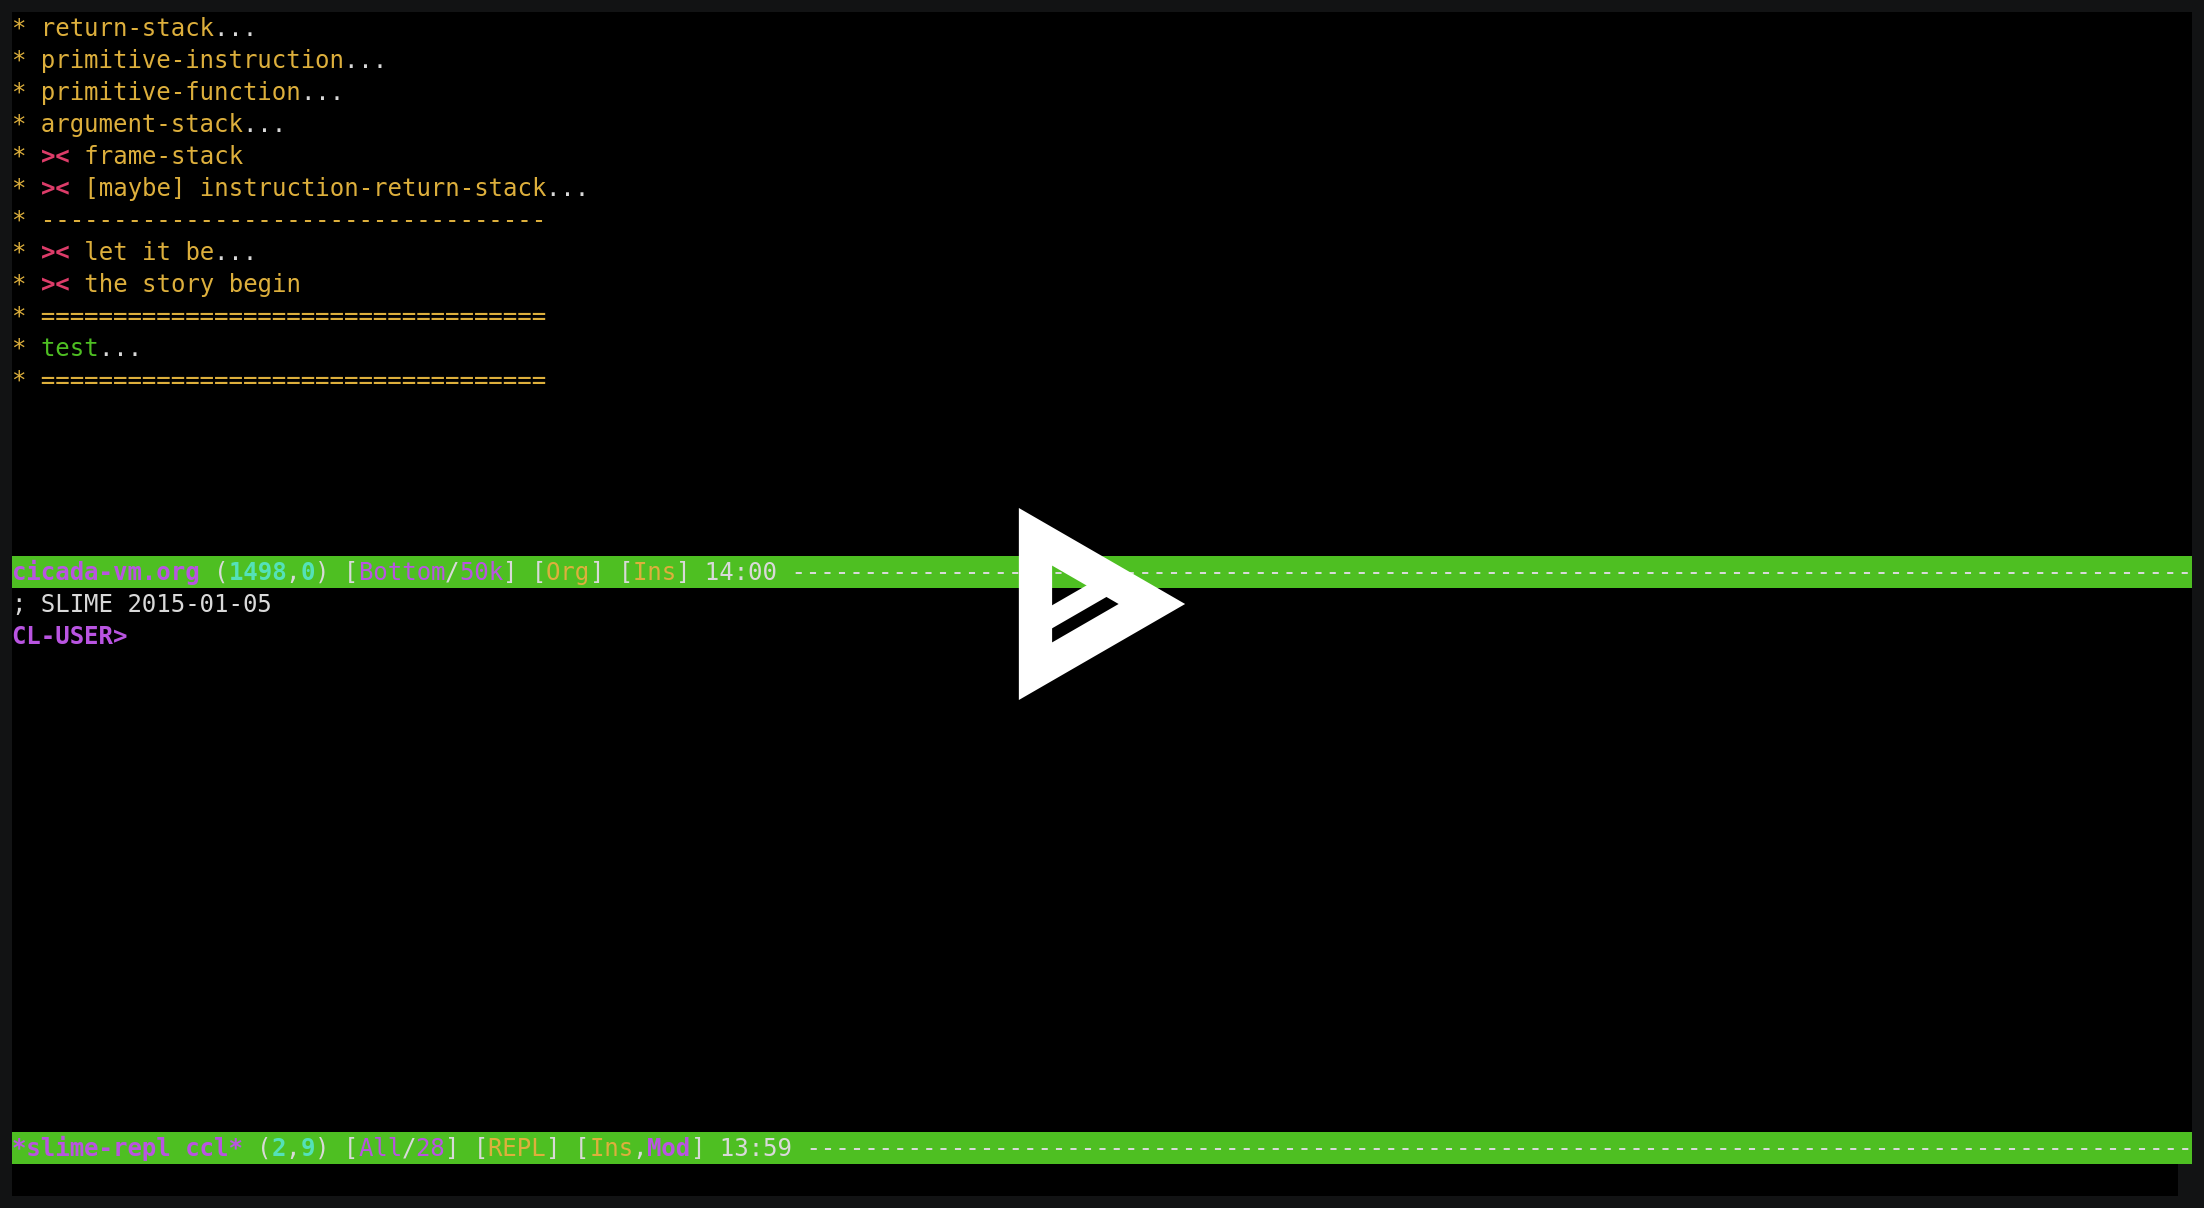 * return-stack...
* primitive-instruction...
* primitive-function...
* argument-stack...
* >< frame-stack
* >< [maybe] instruction-return-stack...
* -----------------------------------
* >< let it be...
* >< the story begin
* ===================================
* test...
* ===================================
cicada-vm.org (1498,0) [Bottom/50k] [Org] [Ins] 14:00 -------------------------------------------------------------------------------------------------
; SLIME 2015-01-05
CL-USER>
*slime-repl ccl* (2,9) [All/28] [REPL] [Ins,Mod] 13:59 ------------------------------------------------------------------------------------------------